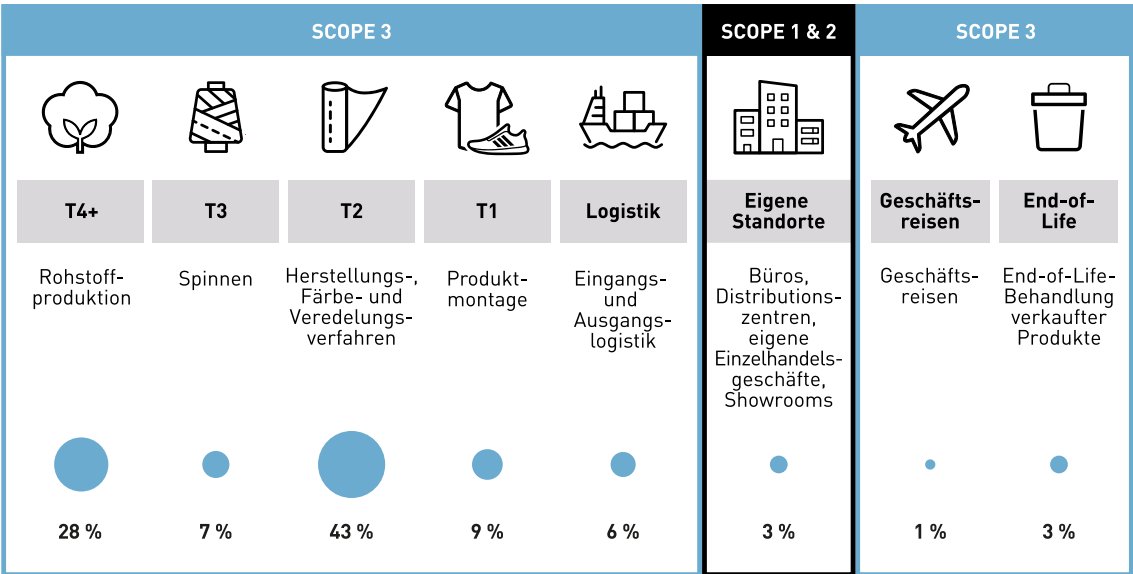 SCOPE 3
SCOPE 1 & 2
SCOPE 3
T4+
T3
T2
T1
Logistik
Eigene
Standorte
Geschäfts-
reisen
End-of-
Life
Rohstoff-
produktion
Spinnen
Herstellungs-,
Färbe- und
Veredelungs-
verfahren
Produkt-
montage
Eingangs-
und
Ausgangs-
logistik
Büros,
Distributions-
zentren,
eigene
Einzelhandels-
geschäfte,
Showrooms
Geschäfts-
reisen
End-of-Life-
Behandlung
verkaufter
Produkte
28 %
7 %
43 %
9 %
6 %
3 %
1 %
3 %